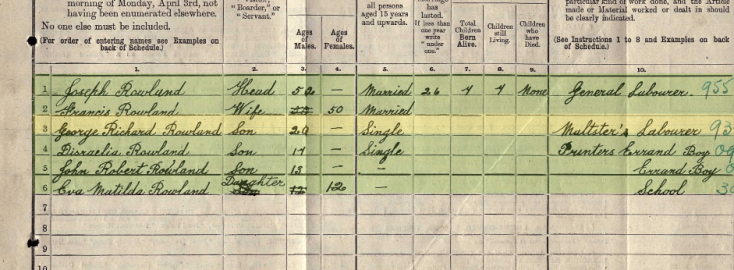 morning of Monday, April 3rd, not
having been enumerated elsewhere.
No one else must be included.
(For order of entering names see Examples on
back of Schedule.)
"Boarder," or
"Servant."
Ages
of
Males.
Ages
of
Females.
all persons
aged 15 years
and upwards.
has
lasted.
If less than
one year
write
"under
one."
Total
Children
Born
Alive.
Children
still
Living.
Children
who
have
Died.
particular kind of work done, and the Article
made or Material worked or dealt in should
be clearly indicated.
(See Instructions 1 to 8 and Examples on back
of Schedule.)
1. 2. 3. 4. 5. 6. 7. 8. 9. 10.
1 Joseph Rowland Head 52 — Married 26 4 4 None General Labourer. 955
2 Francis Rowland Wife 50 Married
3 George Richard Rowland Son 20 — Single Maltster's Labourer 93
4 Disraelia Rowland Son 17 — Single Printers Errand Boy
5 John Robert Rowland Son 13 — – Errand Boy
6 Eva Matilda Rowland Daughter Son 12 12 — School
7
8
9
10